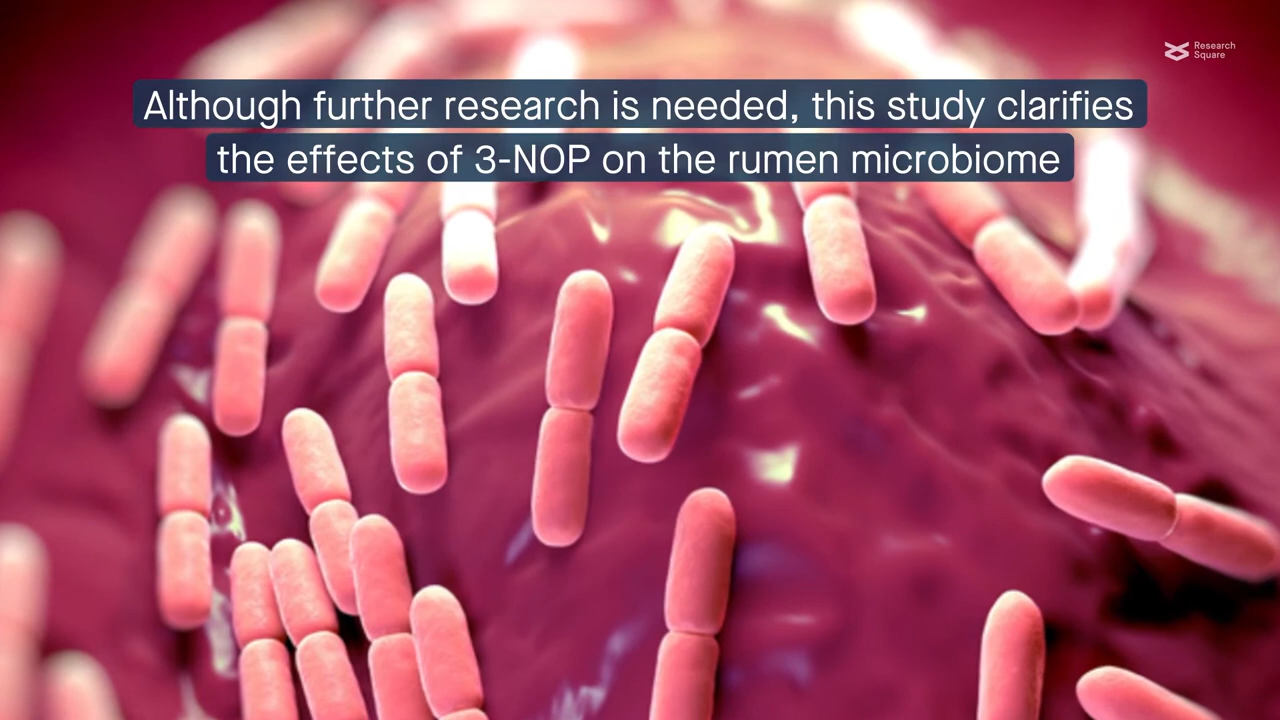 Research
Square
Although further research is needed, this study clarifies
the effects of 3-NOP on the rumen microbiome